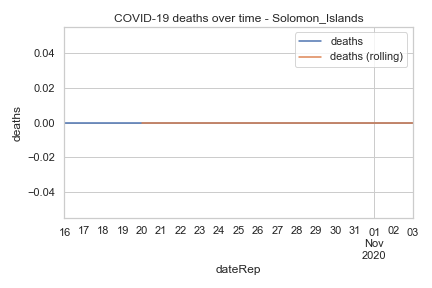 COVID-19 deaths over time - Solomon_Islands
deaths
deaths (rolling)
0.04
0.02
0.00
−0.02
−0.04
deaths
16 17 18 19 20 21 22 23 24 25 26 27 28 29 30 31 01 02 03
Nov
2020
dateRep